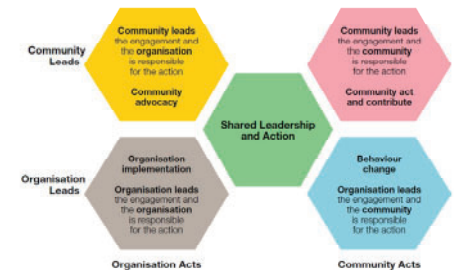 Community
Leads
Community leads
the engagement and
the organisation
is responsible
for the action
Community
advocacy
Community leads
the engagement and
the community
is responsible
for the action
Community act
and contribute
Shared Leadership
and Action
Organisation
Leads
Organisation
implementation
Organisation leads
the engagement and
the organisation
is responsible
for the action
Behaviour
change
Organisation leads
the engagement and
the community
is responsible
for the action
Organisation Acts
Community Acts